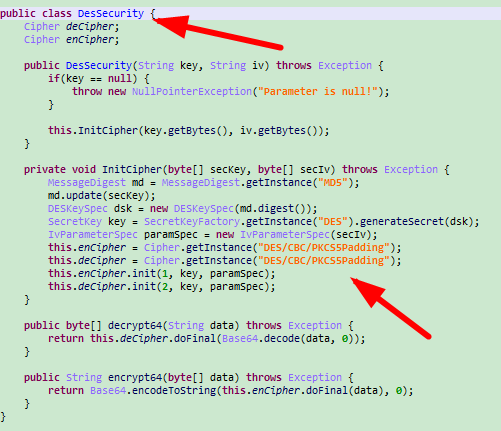 public class DesSecurity {
Cipher deCipher;
Cipher enCipher;
public DesSecurity(String key, String iv) throws Exception {
if(key == null) {
throw new NullPointerException("Parameter is null!");
}
this.InitCipher(key.getBytes(), iv.getBytes());
}
private void InitCipher(byte[] secKey, byte[] secIv) throws Exception {
MessageDigest md = MessageDigest.getInstance("MD5");
md.update(secKey);
DESKeySpec dsk = new DESKeySpec(md.digest());
SecretKey key = SecretKeyFactory.getInstance("DES").generateSecret(dsk);
IvParameterSpec paramSpec = new IvParameterSpec(secIv);
this.enCipher = Cipher.getInstance("DES/CBC/PKCS5Padding");
this.deCipher = Cipher.getInstance("DES/CBC/PKCS5Padding");
this.enCipher.init(1, key, paramSpec);
this.deCipher.init(2, key, paramSpec);
}
public byte[] decrypt64(String data) throws Exception {
return this.deCipher.doFinal(Base64.decode(data, 0));
}
public String encrypt64(byte[] data) throws Exception {
return Base64.encodeToString(this.enCipher.doFinal(data), 0);
}
}